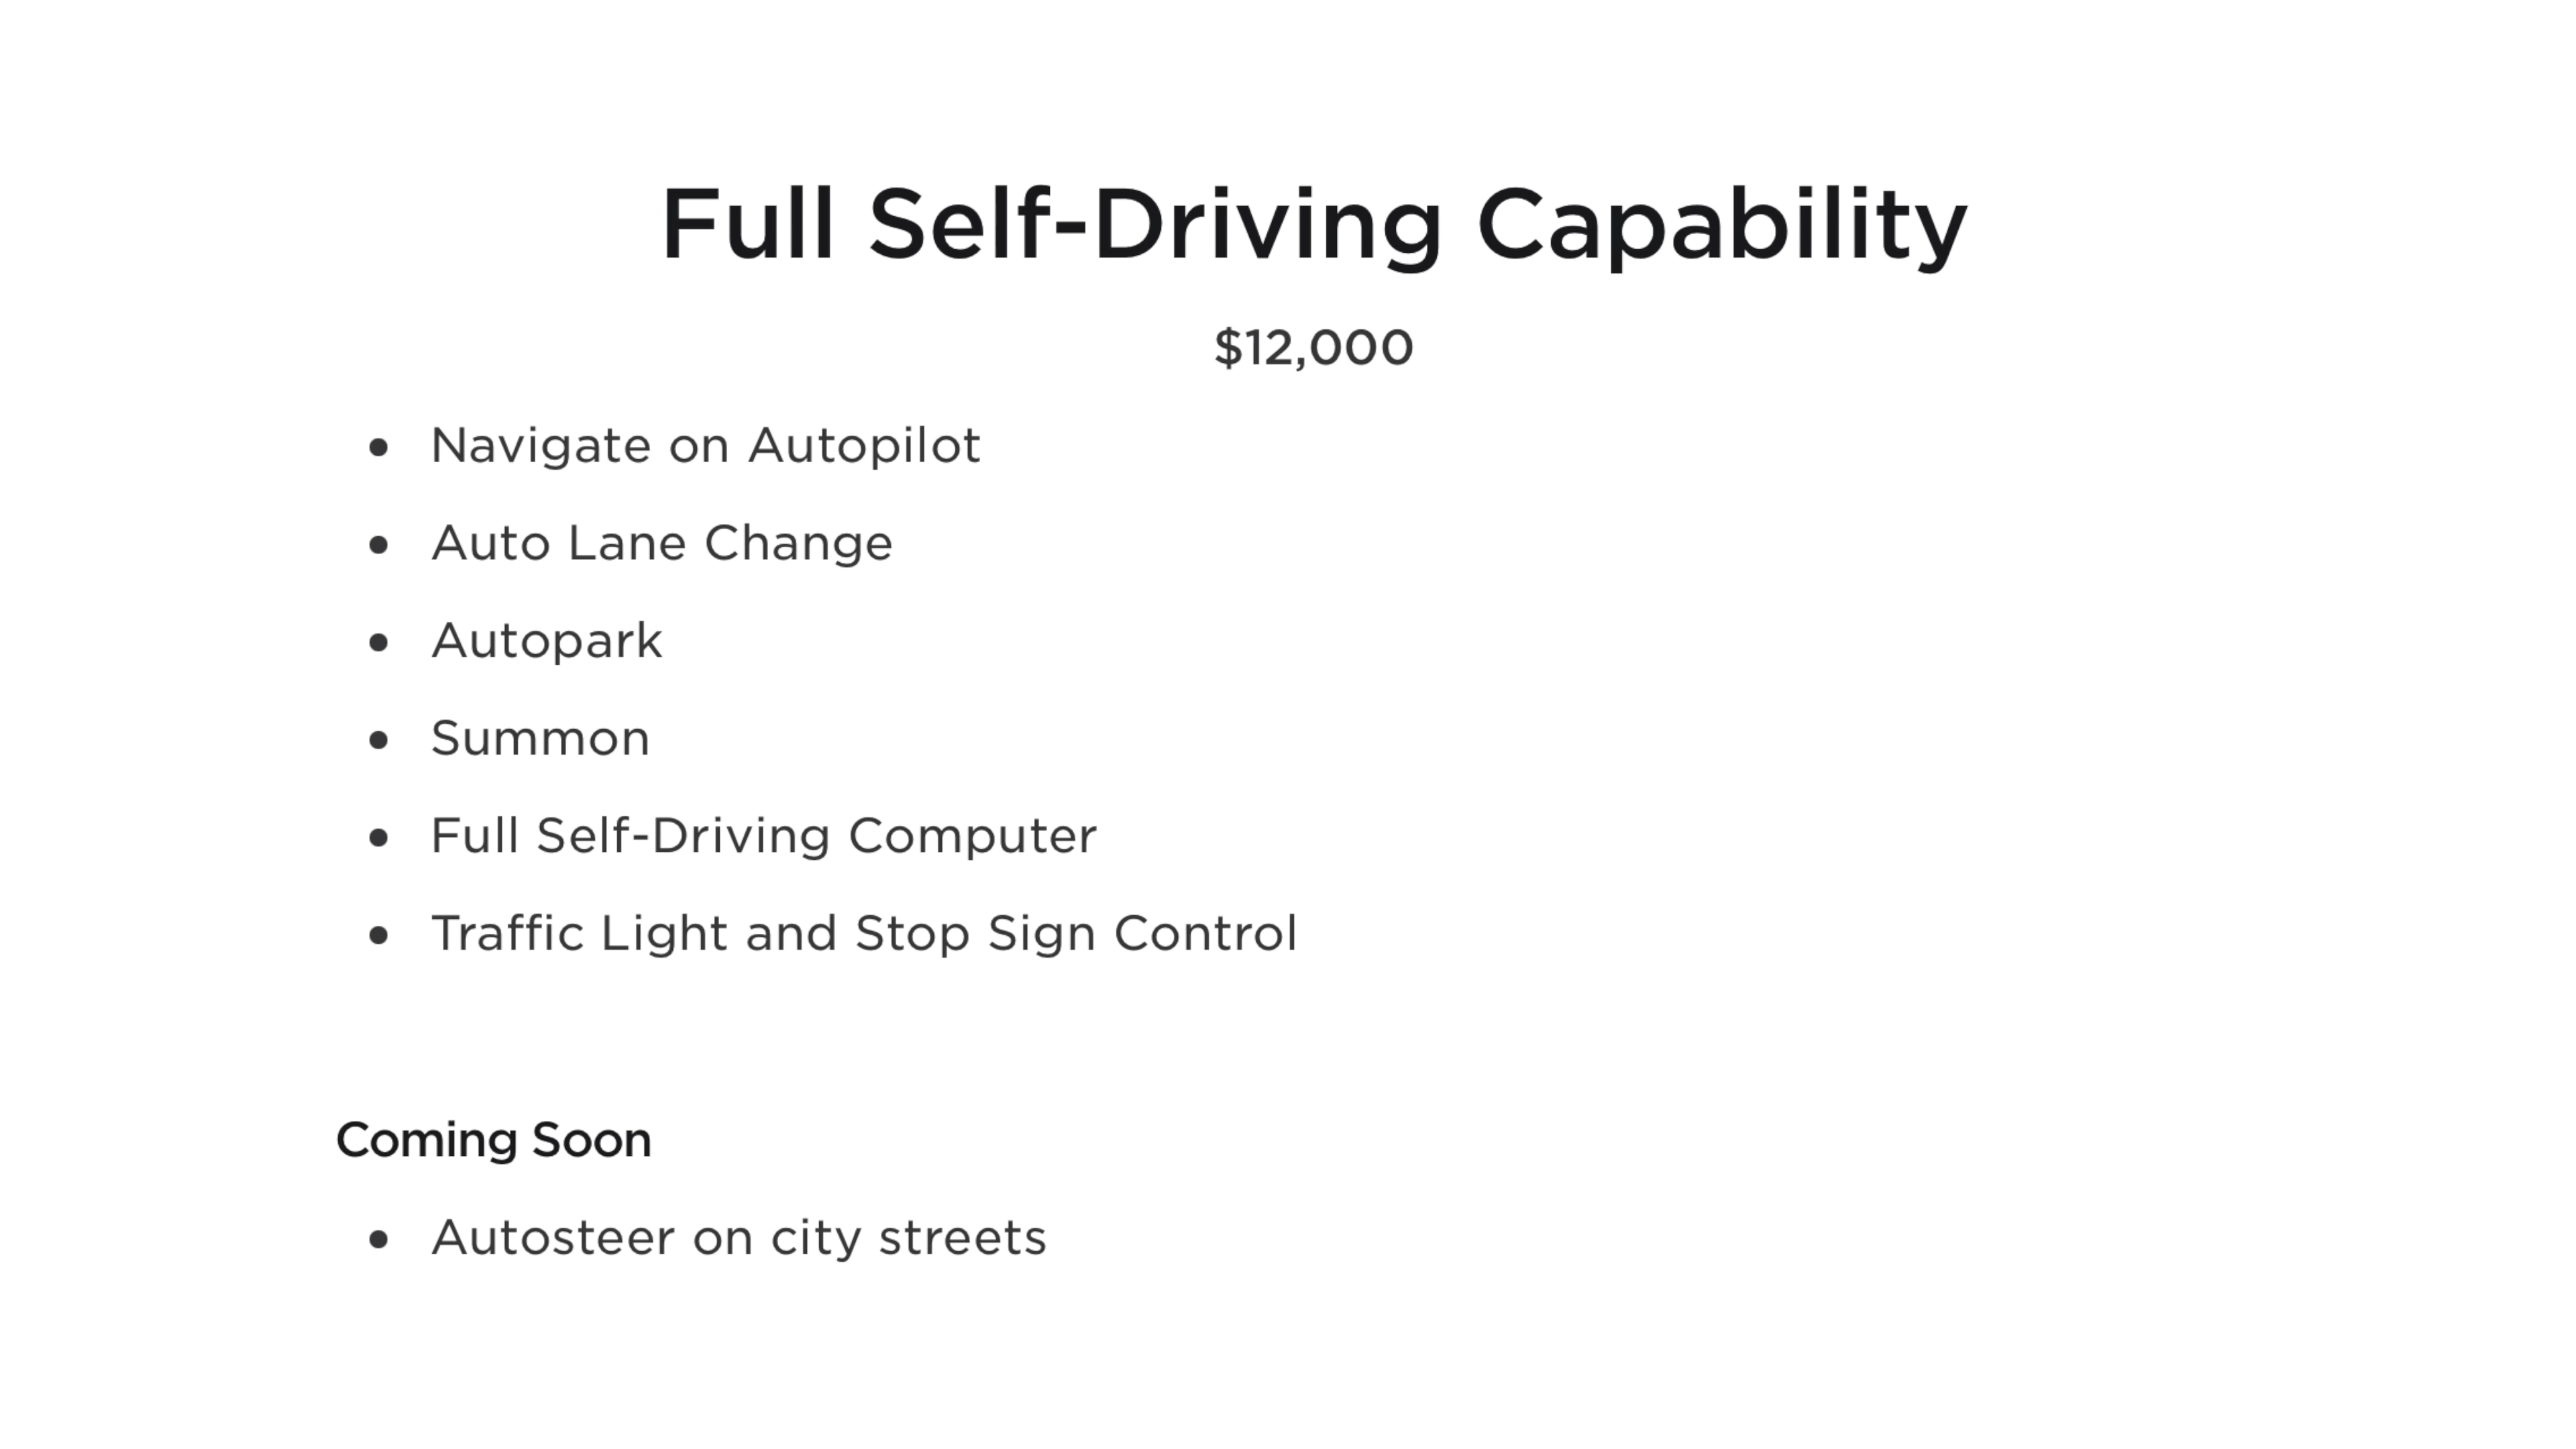 Full Self-Driving Capability
$12,000
• Navigate on Autopilot
• Auto Lane Change
• Autopark
• Summon
• Full Self-Driving Computer
• Traffic Light and Stop Sign Control
Coming Soon
• Autosteer on city streets